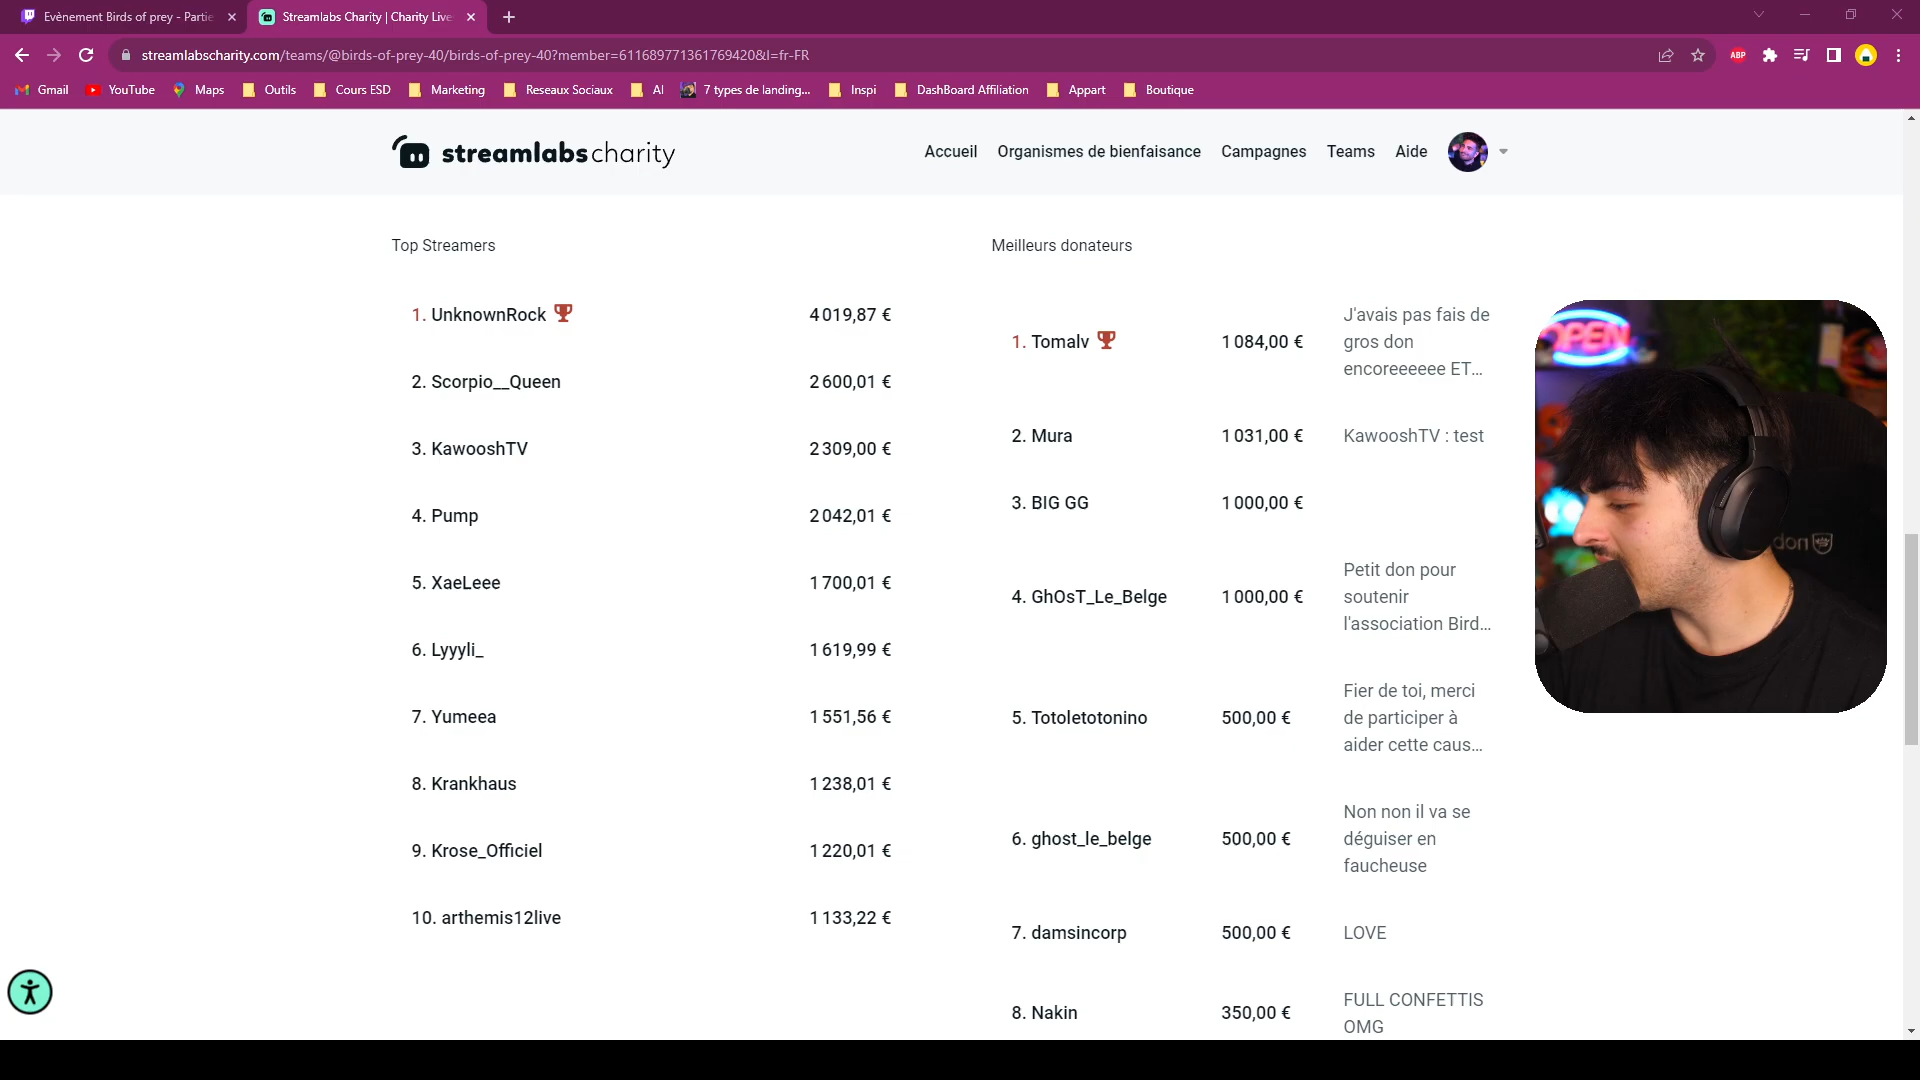 Evènement Birds of prey - Partie
Streamlabs Charity | Charity Live
streamlabscharity.com/teams/@birds-of-prey-40/birds-of-prey-40?member=611689771361769420&l=fr-FR
ABP
Gmail
YouTube
Maps
Outils
Cours ESD
Marketing
Reseaux Sociaux
AI
7 types de landing...
Inspi
DashBoard Affiliation
Appart
Boutique
streamlabs charity
Accueil
Organismes de bienfaisance
Campagnes
Teams
Aide
Top Streamers
1. UnknownRock 4 019,87 €
2. Scorpio__Queen 2 600,01 €
3. KawooshTV 2 309,00 €
4. Pump 2 042,01 €
5. XaeLeee 1 700,01 €
6. Lyyyli_ 1 619,99 €
7. Yumeea 1 551,56 €
8. Krankhaus 1 238,01 €
9. Krose_Officiel 1 220,01 €
10. arthemis12live 1 133,22 €
Meilleurs donateurs
1. Tomalv 1 084,00 €
J'avais pas fais de
gros don
encoreeeeee ET...
2. Mura 1 031,00 € KawooshTV : test
3. BIG GG 1 000,00 €
4. GhOsT_Le_Belge 1 000,00 €
Petit don pour
soutenir
l'association Bird...
5. Totoletotonino 500,00 €
Fier de toi, merci
de participer à
aider cette caus...
6. ghost_le_belge 500,00 €
Non non il va se
déguiser en
faucheuse
7. damsincorp 500,00 € LOVE
8. Nakin 350,00 €
FULL CONFETTIS
OMG
OPEN
don